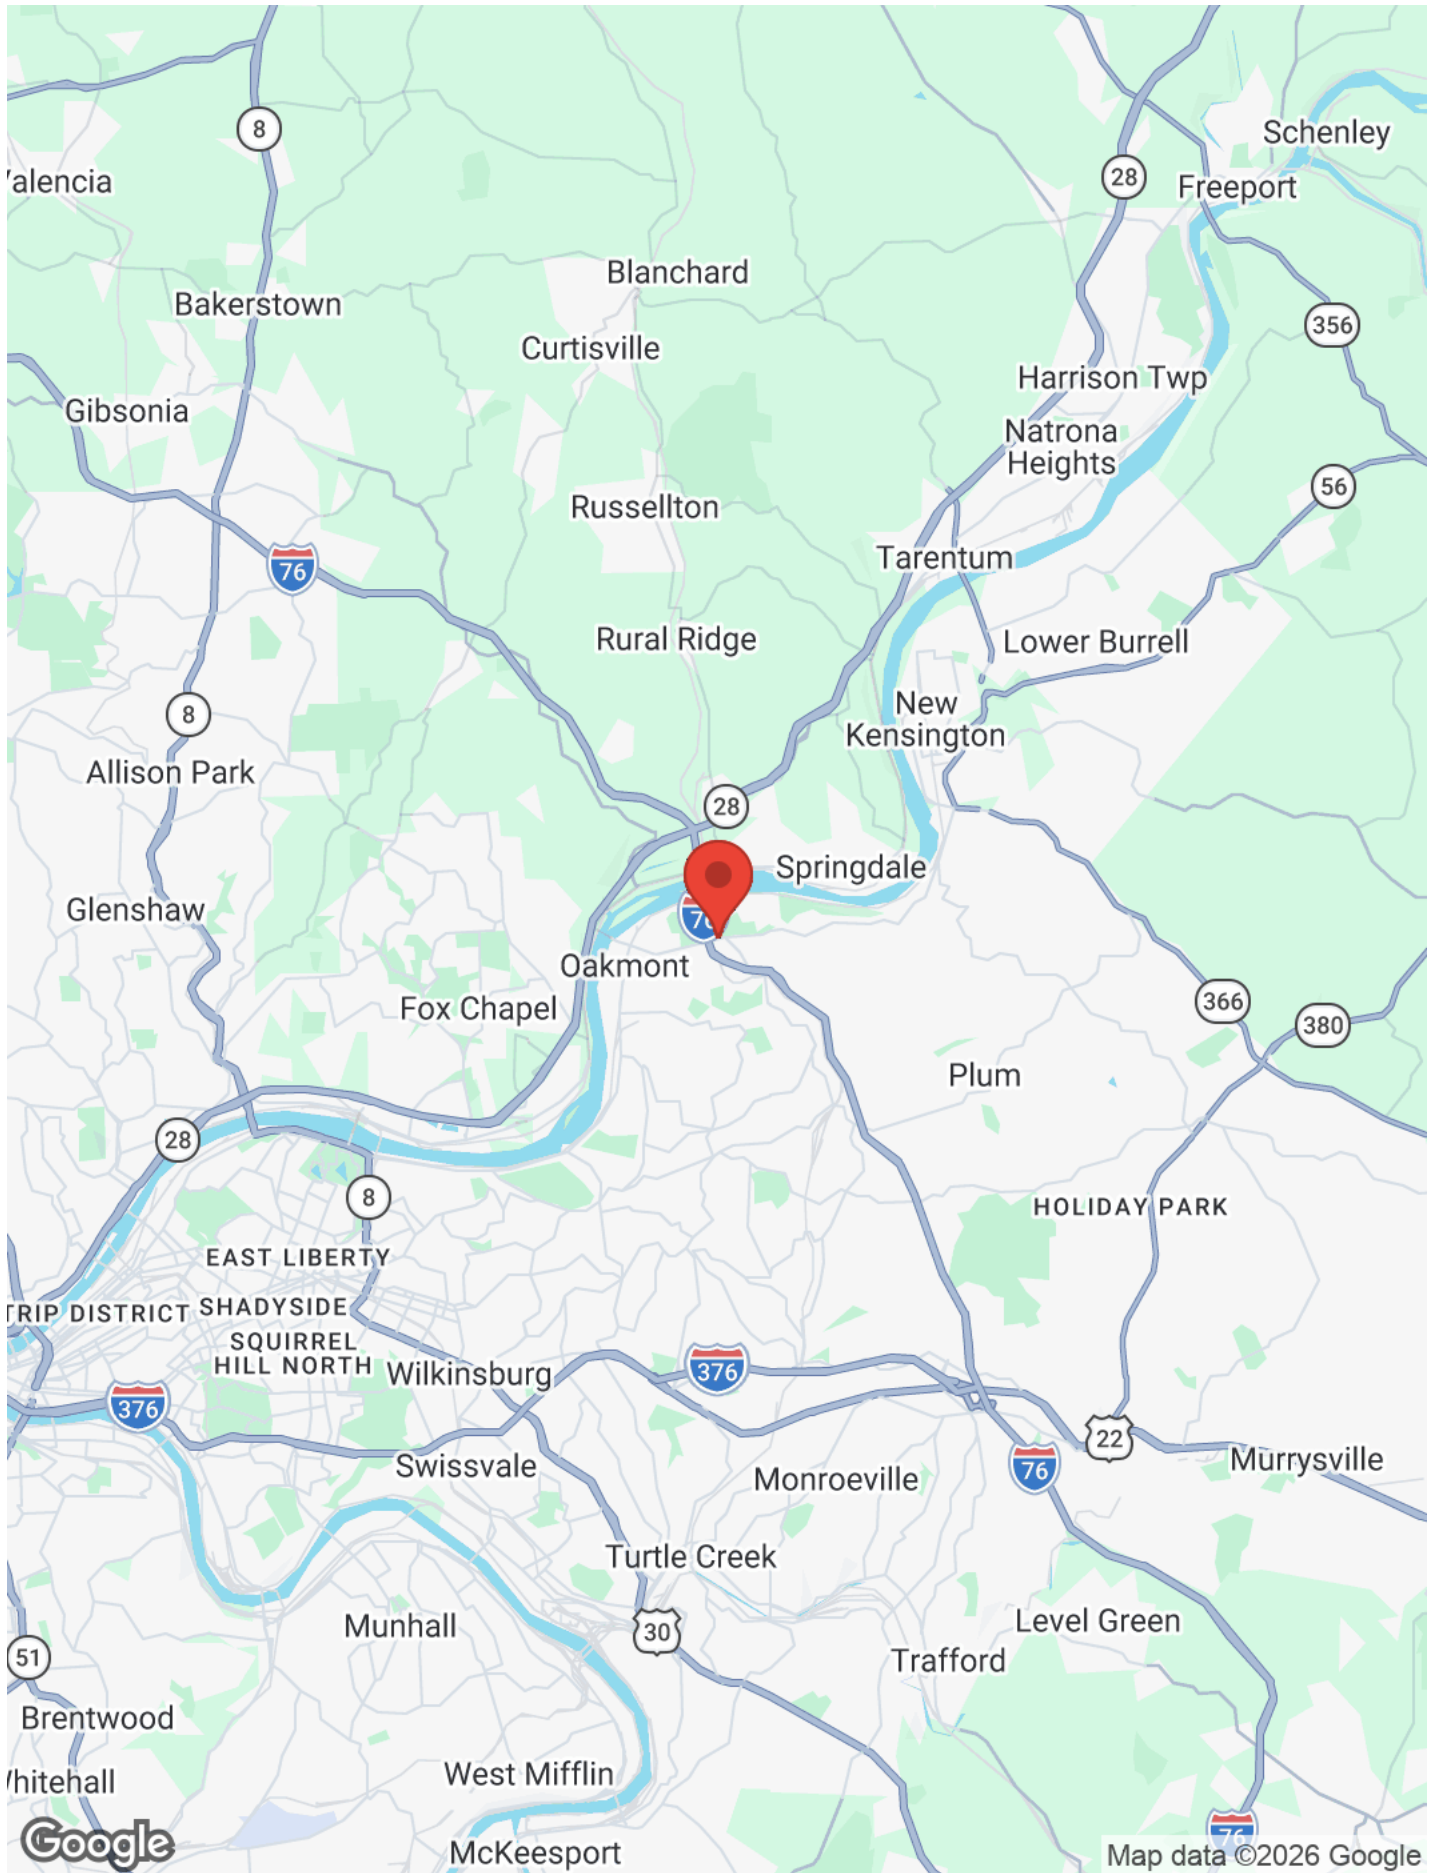 8
Schenley
28
Freeport
alencia
Blanchard
Bakerstown
356
Curtisville
Harrison Twp
Gibsonia
Natrona
Heights
56
Russellton
Tarentum
76
Rural Ridge
Lower Burrell
New
Kensington
8
Allison Park
28
Springdale
Glenshaw
76
Oakmont
Fox Chapel
366
380
Plum
28
8
HOLIDAY PARK
EAST LIBERTY
TRIP DISTRICT
SHADYSIDE
SQUIRREL
HILL NORTH
Wilkinsburg
376
376
22
Murrysville
Swissvale
76
Monroeville
Turtle Creek
Munhall
30
Level Green
51
Trafford
Brentwood
West Mifflin
hitehall
76
Google
McKeesport
Map data ©2026 Google